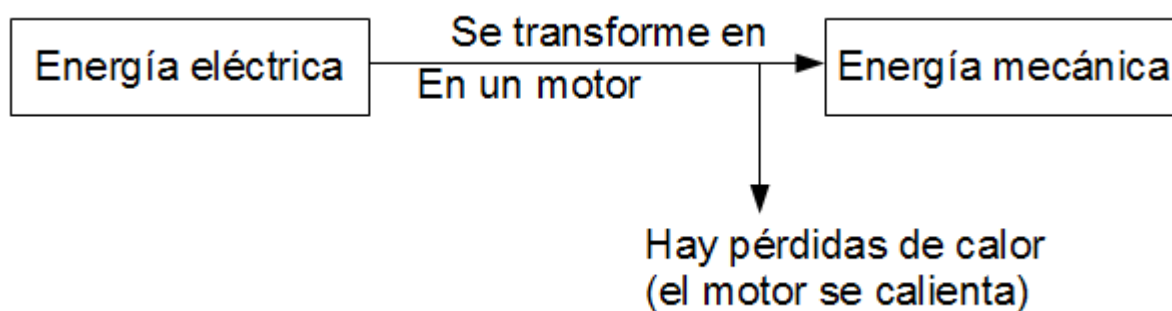 Se transforme en
Energía eléctrica
Energía mecánica
En un motor
Hay pérdidas de calor
(el motor se calienta)